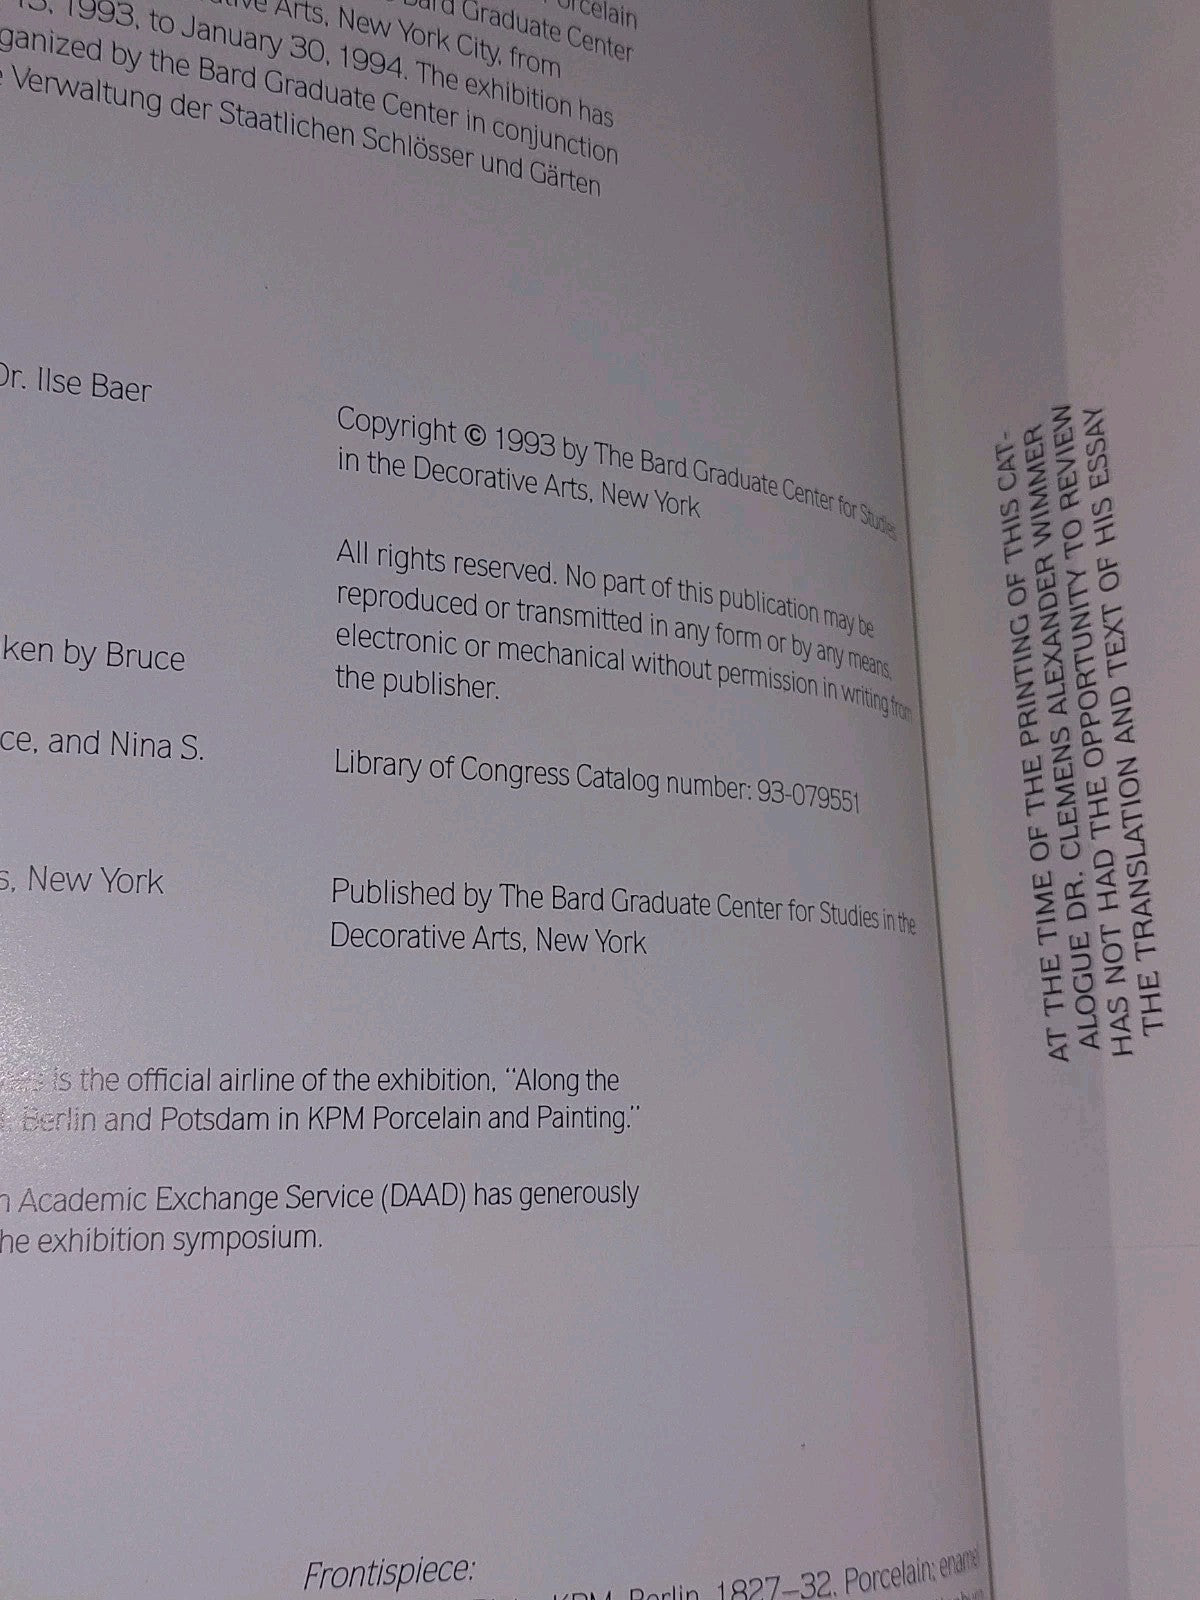 Porcelain
Bard Graduate Center
Arts, New York City, from
1993, to January 30, 1994. The exhibition has
ganized by the Bard Graduate Center in conjunction
Verwaltung der Staatlichen Schlösser und Gärten
Dr. Ilse Baer
ken by Bruce
ce, and Nina S.
s, New York
is the official airline of the exhibition, “Along the
Berlin and Potsdam in KPM Porcelain and Painting.”
n Academic Exchange Service (DAAD) has generously
he exhibition symposium.
Copyright © 1993 by The Bard Graduate Center for Studies
in the Decorative Arts, New York
All rights reserved. No part of this publication may be
reproduced or transmitted in any form or by any means,
electronic or mechanical without permission in writing from
the publisher.
Library of Congress Catalog number: 93-079551
Published by The Bard Graduate Center for Studies in the
Decorative Arts, New York
Frontispiece:
KPM, Berlin, 1827–32. Porcelain; enamel
AT THE TIME OF THE PRINTING OF THIS CAT-
ALOGUE DR. CLEMENS ALEXANDER WIMMER
HAS NOT HAD THE OPPORTUNITY TO REVIEW
THE TRANSLATION AND TEXT OF HIS ESSAY